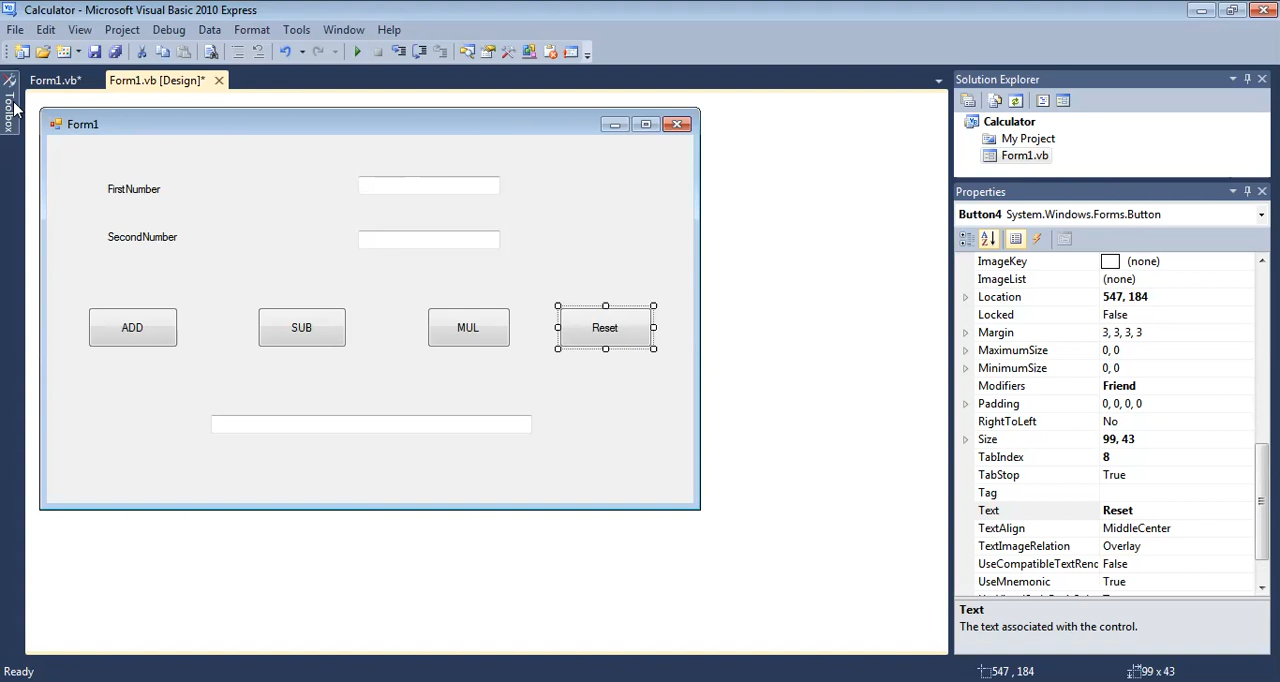 Calculator - Microsoft Visual Basic 2010 Express
File Edit View Project Debug Format Data Tools Window Help
Form1.vb* Form1.vb [Design]*
Toolbox
Form1
FirstNumber
SecondNumber
ADD SUB MUL Reset
Solution Explorer
Calculator
My Project
Form1.vb
Properties
Button4 System.Windows.Forms.Button
ImageKey (none)
ImageList (none)
Location 547, 184
Locked False
Margin 3, 3, 3, 3
MaximumSize 0, 0
MinimumSize 0, 0
Modifiers Friend
Padding 0, 0, 0, 0
RightToLeft No
Size 99, 43
TabIndex 8
TabStop True
Tag
Text Reset
TextAlign MiddleCenter
TextImageRelation Overlay
UseCompatibleTextRend False
UseMnemonic True
Text
The text associated with the control.
Ready 547 , 184 99 x 43